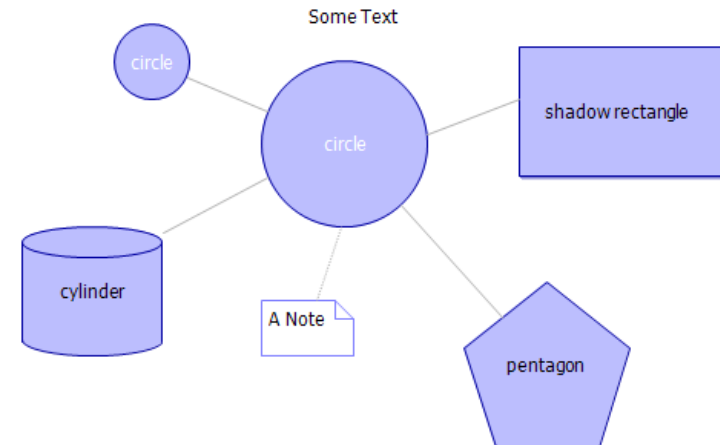 Some Text
circle
shadow rectangle
circle
cylinder
A Note
pentagon